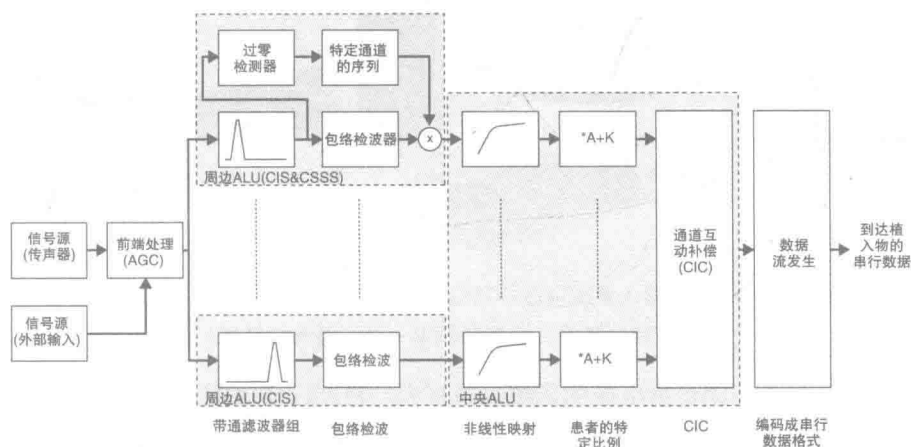 过零
检测器
特定通道
的序列
包络检波器
x
*A+K
周边ALU(CIS&CSSS)
信号源
(传声器)
前端处理
(AGC)
通道互
动补偿
(CIC)
数据
流发生
到达植
入物的
串行数据
信号源
(外部输入)
包络检波
*A+K
周边ALU(CIS)
中央ALU
带通滤波器组
包络检波
非线性映射
患者的特
定比例
CIC
编码成串行
数据格式